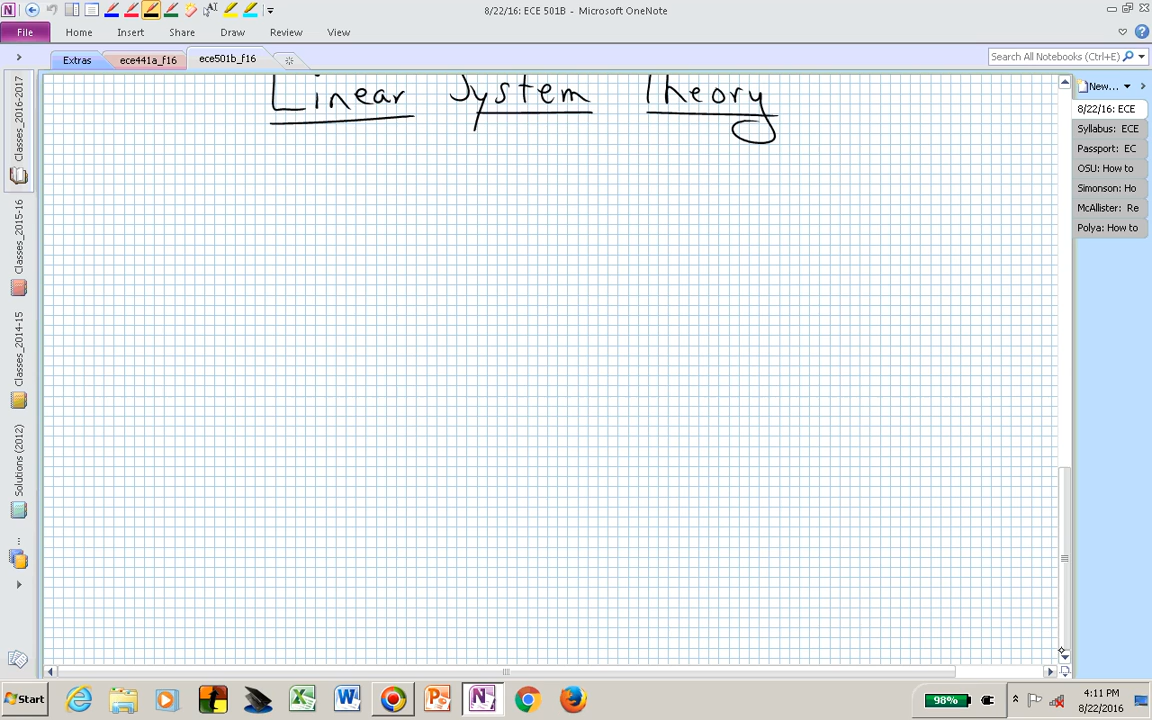 8/22/16: ECE 501B - Microsoft OneNote
File Home Insert Share Draw Review View
Extras ece441a_f16 ece501b_f16
Search All Notebooks (Ctrl+E)
Linear System Theory
Classes_2016-2017
Classes_2015-16
Classes_2014-15
Solutions (2012)
New...
8/22/16: ECE
Syllabus: ECE
Passport: EC
OSU: How to
Simonson: Ho
McAllister: Re
Polya: How to
Start
98%
4:11 PM
8/22/2016